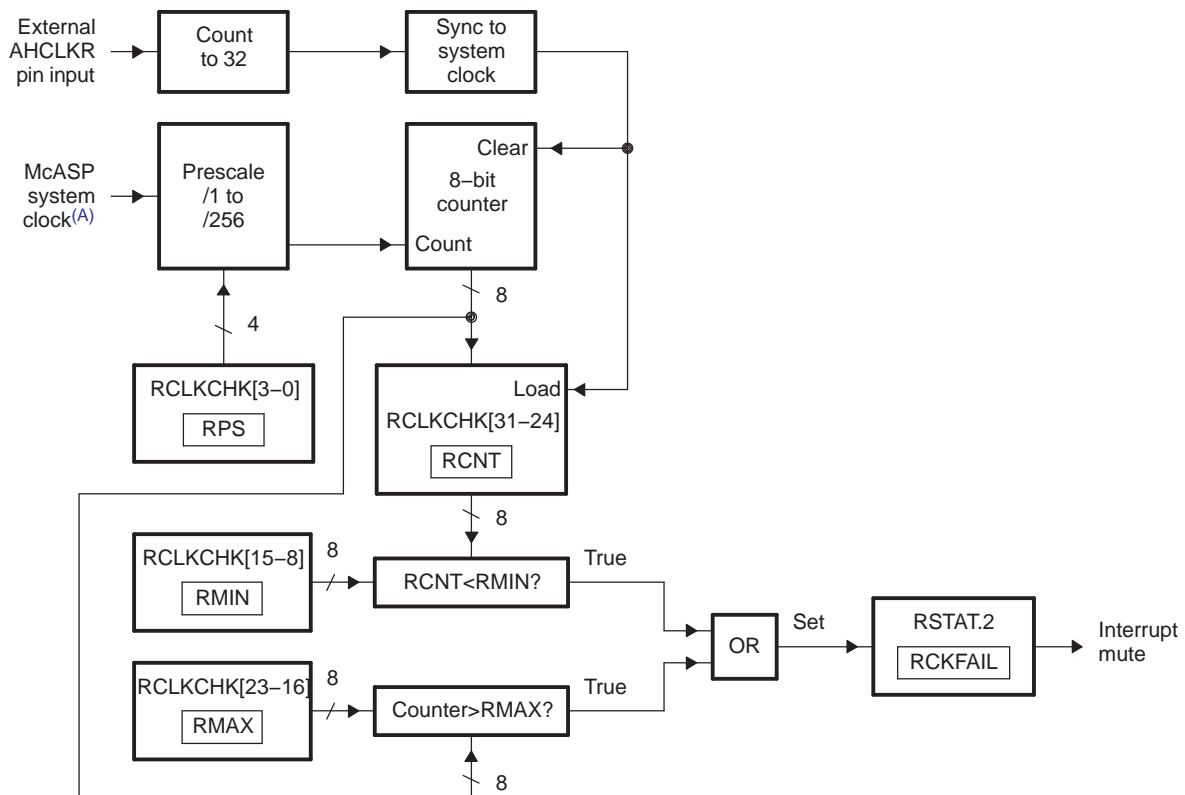 External
AHCLKR
pin input
Count
to 32
Sync to
system
clock
McASP
system
clock(A)
Prescale
/1 to
/256
Clear
8–bit
counter
Count
8
4
RCLKCHK[3–0]
RPS
Load
RCLKCHK[31–24]
RCNT
8
RCLKCHK[15–8]
RMIN
8
RCNT<RMIN?
True
OR
Set
RSTAT.2
RCKFAIL
Interrupt
mute
RCLKCHK[23–16]
RMAX
8
Counter>RMAX?
True
8